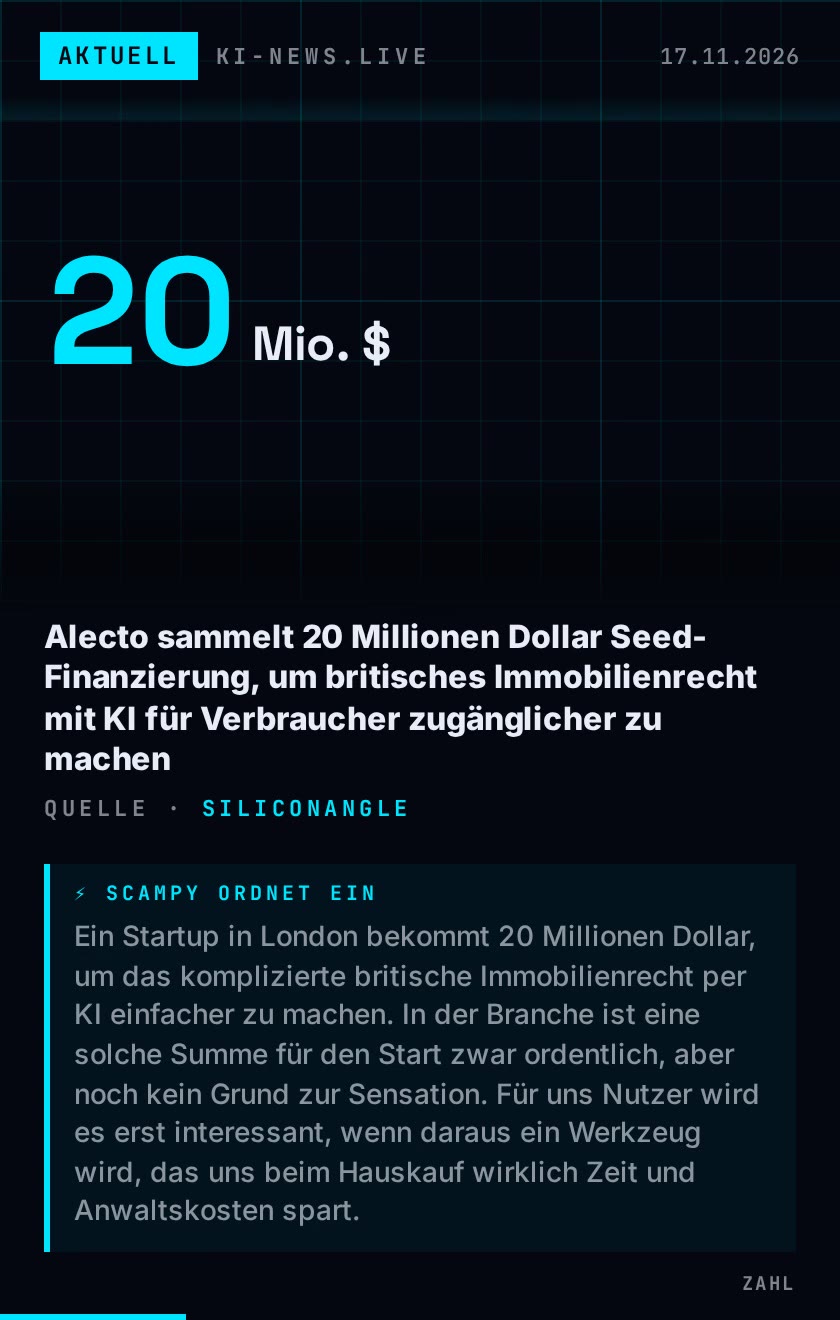 AKTUELL KI-NEWS.LIVE 17.11.2026
20 Mio. $
Alecto sammelt 20 Millionen Dollar Seed-
Finanzierung, um britisches Immobilienrecht
mit KI für Verbraucher zugänglicher zu
machen
QUELLE · SILICONANGLE
⚡ SCAMPY ORDNET EIN
Ein Startup in London bekommt 20 Millionen Dollar,
um das komplizierte britische Immobilienrecht per
KI einfacher zu machen. In der Branche ist eine
solche Summe für den Start zwar ordentlich, aber
noch kein Grund zur Sensation. Für uns Nutzer wird
es erst interessant, wenn daraus ein Werkzeug
wird, das uns beim Hauskauf wirklich Zeit und
Anwaltskosten spart.
ZAHL